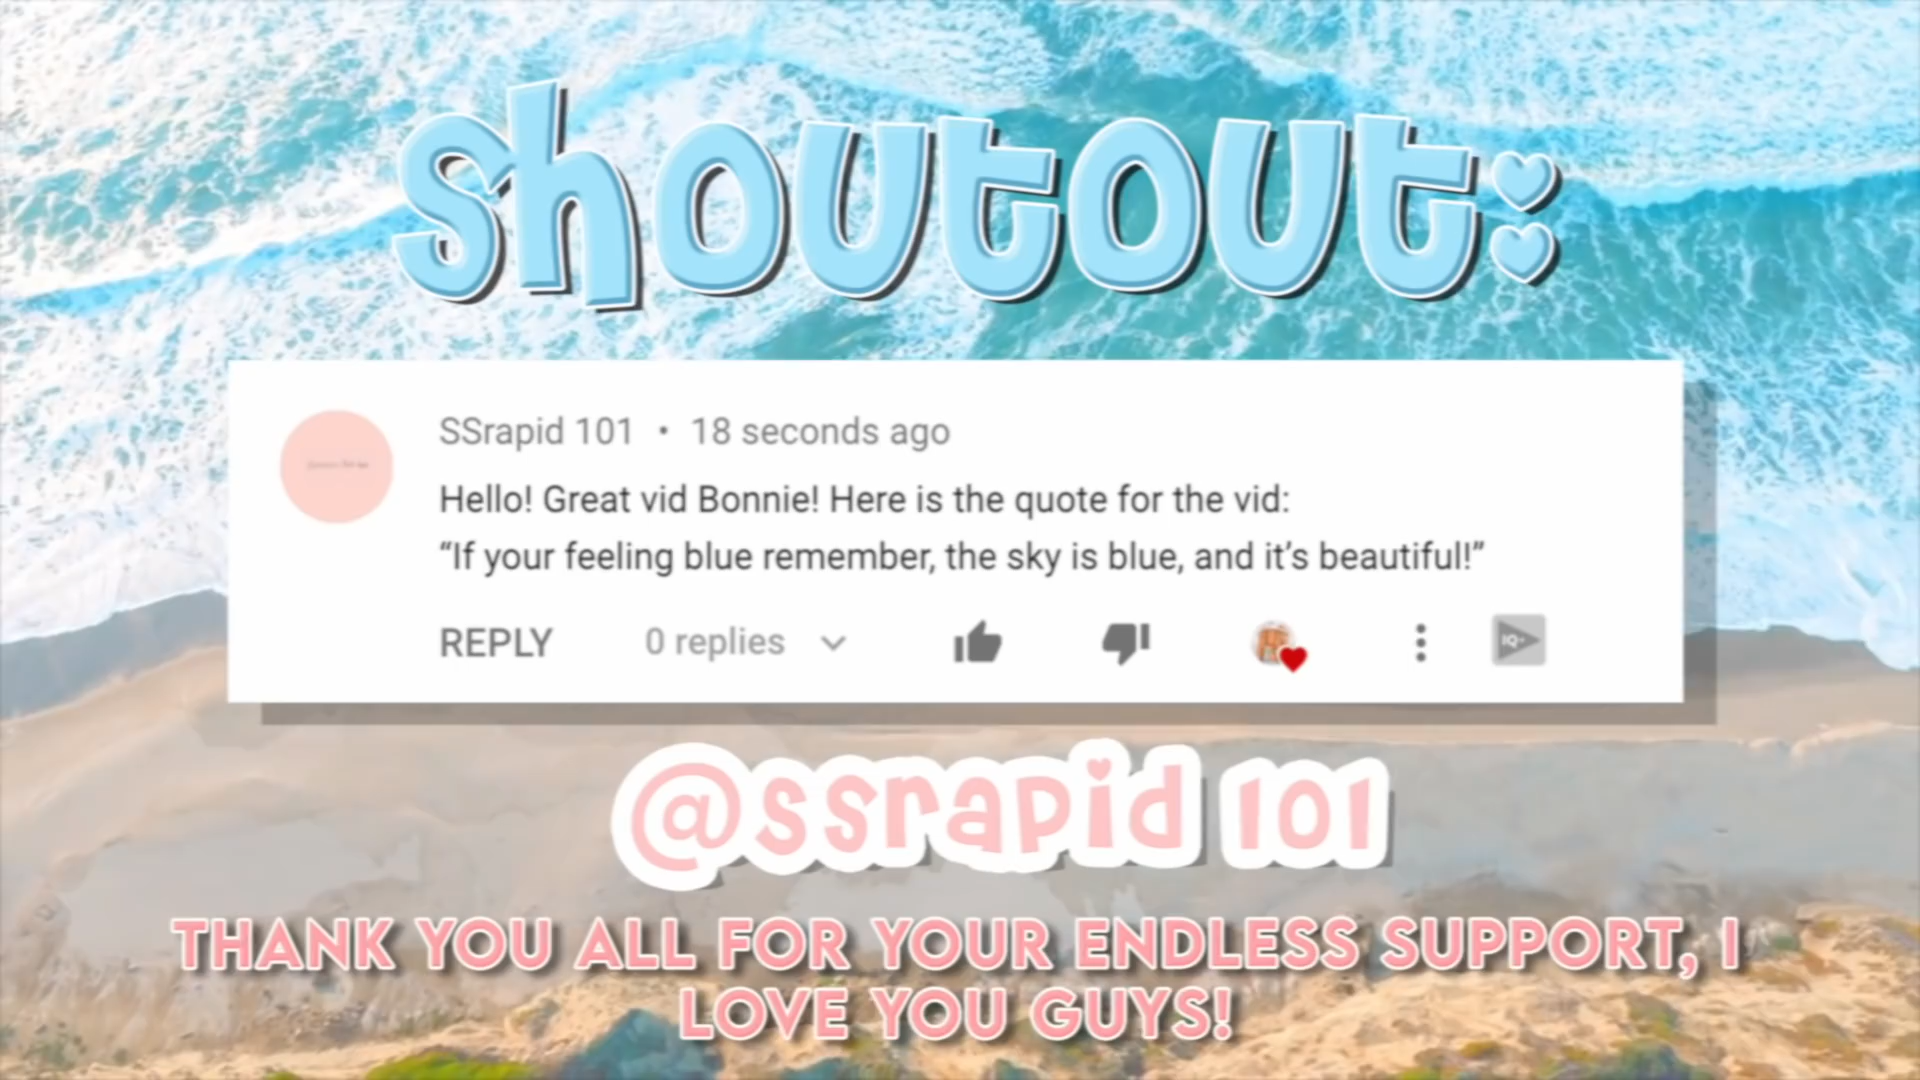 shoutout:
SSrapid 101 • 18 seconds ago
Hello! Great vid Bonnie! Here is the quote for the vid:
“If your feeling blue remember, the sky is blue, and it’s beautiful!”
REPLY 0 replies IQ+
@ssrapid 101
THANK YOU ALL FOR YOUR ENDLESS SUPPORT, I
LOVE YOU GUYS!